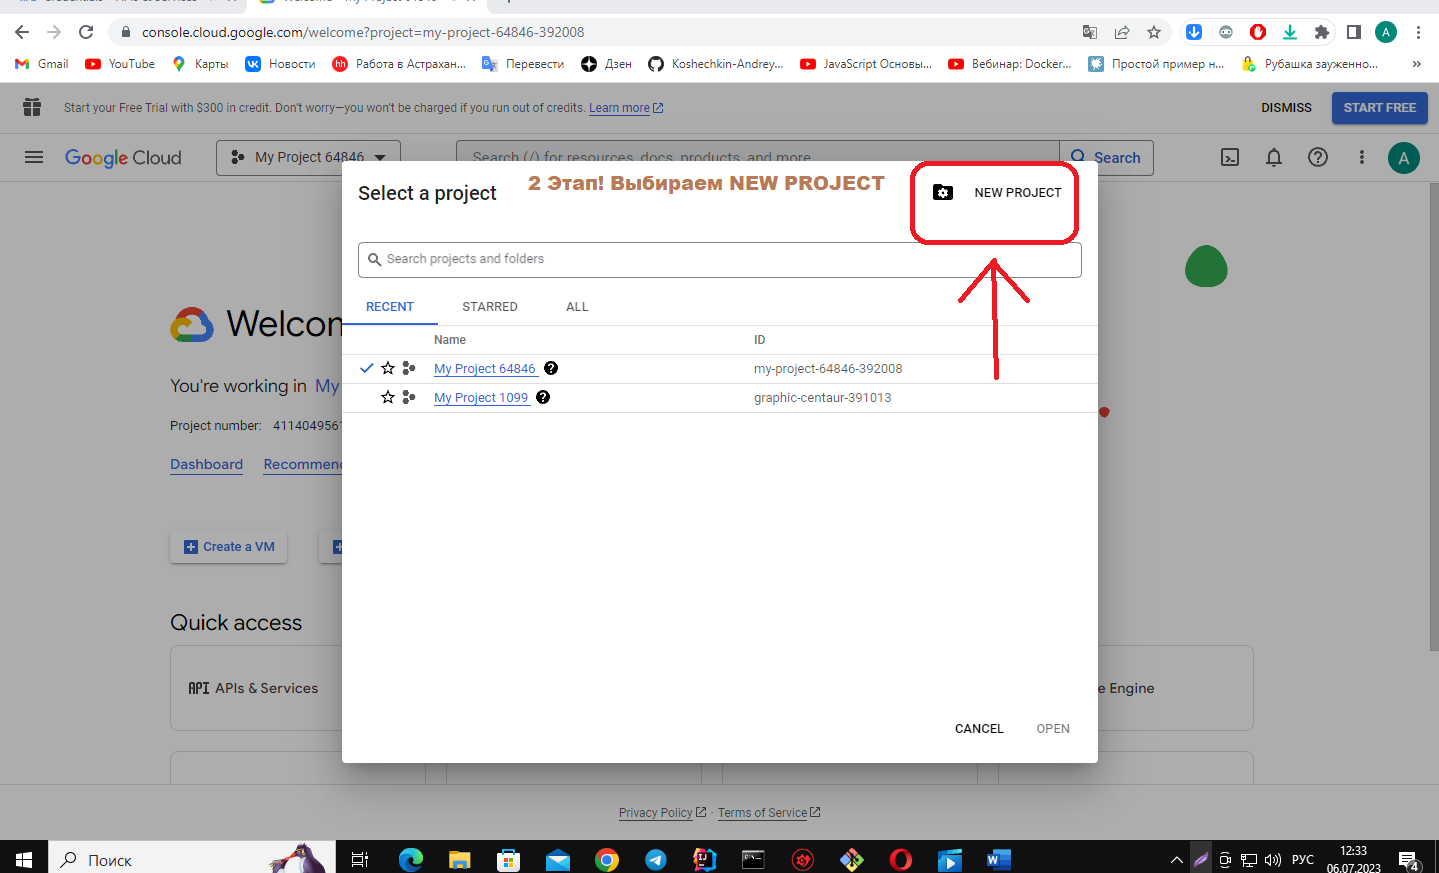 console.cloud.google.com/welcome?project=my-project-64846-392008
Gmail YouTube Карты Новости Работа в Астрахан... Перевести Дзен Koshechkin-Andrey... JavaScript Основы... Вебинар: Docker... Простой пример н... Рубашка зауженно... »
Start your Free Trial with $300 in credit. Don't worry—you won't be charged if you run out of credits. Learn more
DISMISS START FREE
Google Cloud My Project 64846 Search (/) for resources, docs, products, and more Search A
Select a project
2 Этап! Выбираем NEW PROJECT
NEW PROJECT
Search projects and folders
RECENT STARRED ALL
Name ID
My Project 64846 my-project-64846-392008
My Project 1099 graphic-centaur-391013
CANCEL OPEN
Welcom
You're working in My
Project number: 4114049561
Dashboard Recommen
Create a VM
Quick access
API APIs & Services
e Engine
Privacy Policy · Terms of Service
Поиск
РУС
12:33
06.07.2023
4